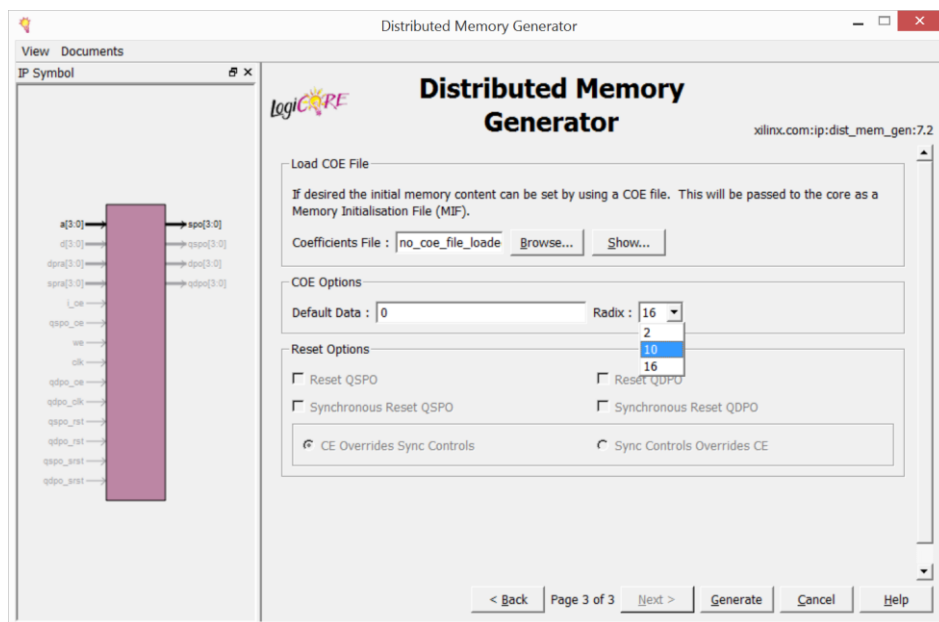 Distributed Memory Generator
View Documents
IP Symbol
a[3:0]
d[3:0]
dpra[3:0]
spra[3:0]
i_ce
qspo_ce
we
clk
qdpo_ce
qdpo_clk
qspo_rst
qdpo_rst
qspo_srst
qdpo_srst
spo[3:0]
qspo[3:0]
dpo[3:0]
qdpo[3:0]
LogiCORE
Distributed Memory
Generator
xilinx.com:ip:dist_mem_gen:7.2
Load COE File
If desired the initial memory content can be set by using a COE file. This will be passed to the core as a
Memory Initialisation File (MIF).
Coefficients File : no_coe_file_loade Browse... Show...
COE Options
Default Data : 0 Radix : 16
2
10
16
Reset Options
Reset QSPO Reset QDPO
Synchronous Reset QSPO Synchronous Reset QDPO
CE Overrides Sync Controls Sync Controls Overrides CE
< Back Page 3 of 3 Next > Generate Cancel Help